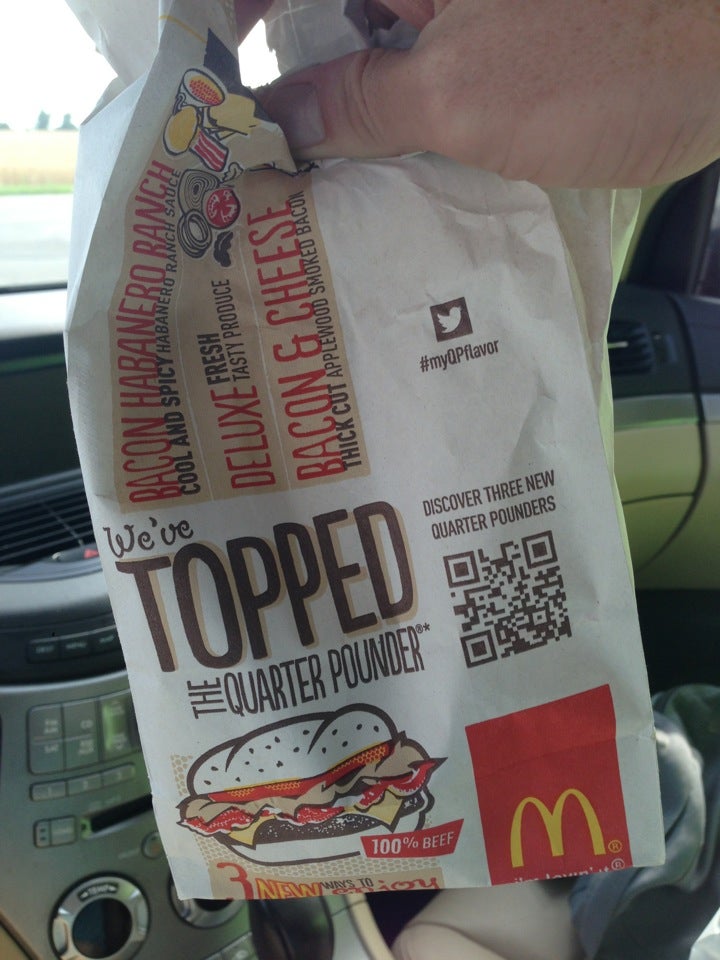 BACON HABANERO RANCH
COOL AND SPICY HABANERO RANCH SAUCE
DELUXE FRESH
TASTY PRODUCE
BACON & CHEESE
THICK CUT APPLEWOOD SMOKED BACON
#myQPflavor
We've
TOPPED
THE QUARTER POUNDER®*
DISCOVER THREE NEW
QUARTER POUNDERS
100% BEEF
3 NEW WAYS TO
®
i'm lovin' it®